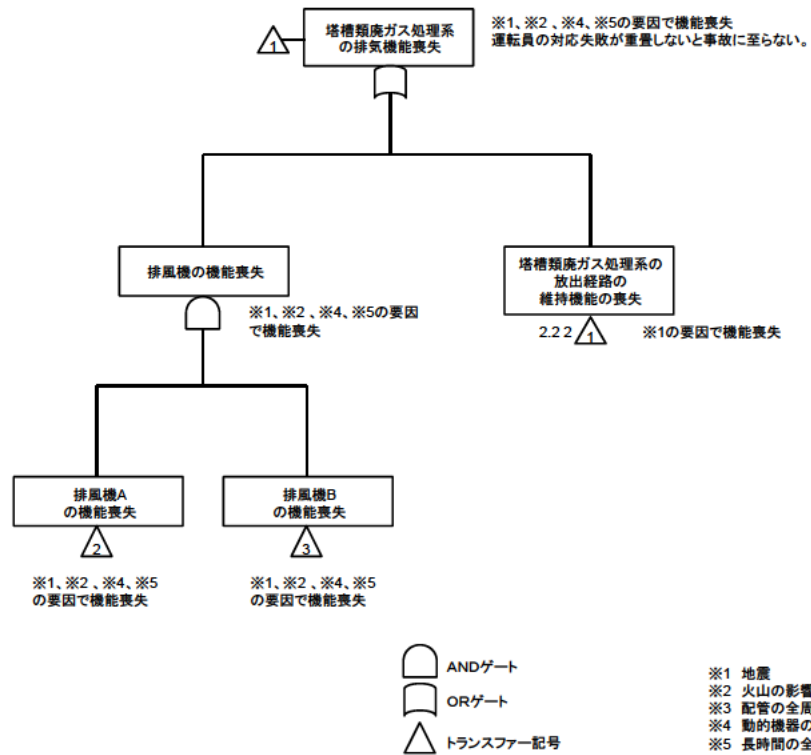 塔槽類廃ガス処理系
の排気機能喪失
1
※1、※2 、※4、※5の要因で機能喪失
運転員の対応失敗が重畳しないと事故に至らない。
排風機の機能喪失
※1、※2 、※4、※5の要因
で機能喪失
塔槽類廃ガス処理系の
放出経路の
維持機能の喪失
2.2 2
1
※1の要因で機能喪失
排風機A
の機能喪失
2
※1、※2 、※4、※5
の要因で機能喪失
排風機B
の機能喪失
3
※1、※2 、※4、※5
の要因で機能喪失
ANDゲート
ORゲート
トランスファー記号
※1 地震
※2 火山の影響
※3 配管の全周
※4 動的機器の
※5 長時間の全